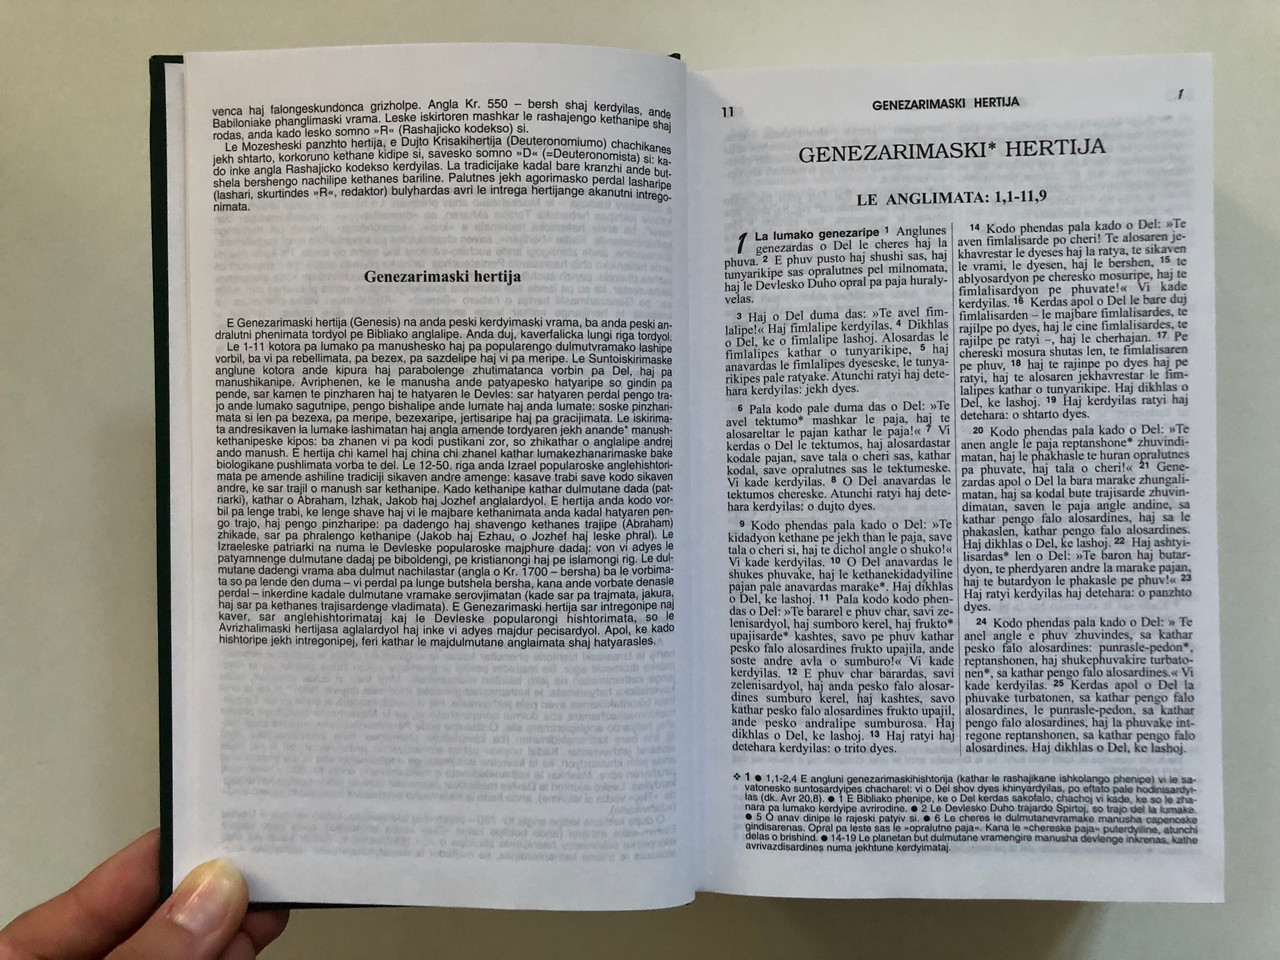 venca haj falongeskundonca grizholpe. Angla Kr. 550 – bersh shaj kerdyilas, ande
Babiloniake phanglimaski vrama. Leske iskirtoren mashkar le rashajengo kethanipe shaj
rodas, anda kado lesko somno »R« (Rashajicko kodekso) si.
Le Mozesheski panzhto hertija, e Dujto Krisakihertija (Deuteronomiumo) chachikanes
jekh shtarto, korkoruno kethane kidipe si, savesko somno »D« (=Deuteronomista) si: ka-
do inke angla Rashajicko kodekso kerdyilas. La tradicijake kadal bare kranzhi ande but-
shela bershengo nachilipe kethanes bariline. Palutnes jekh agorimasko perdal lasharipe
(lashari, skurtindes »R«, redaktor) bulyhardas avri le intrega hertijange akanutni intrego-
nimata.
Genezarimaski hertija
E Genezarimaski hertija (Genesis) na anda peski kerdyimaski vrama, ba anda peski an-
dralutni phenimata tordyol pe Bibliako anglalipe. Anda duj, kaverfalicka lungi riga tordyol.
Le 1-11 kotora pa lumako pa manushesko haj pa popularengo dulmutvramako lashipe
vorbil, ba vi pa rebellimata, pa bezex, pa sazdelipe haj vi pa meripe. Le Suntoiskirimaske
anglune kotora ande kipura haj parabolenge zhutimatanca vorbin pa Del, haj pa
manushikanipe. Avriphenen, ke le manusha ande patyapesko hatyaripe so gindin pa
pende, sar kamen te pinzharen haj te hatyaren le Devles: sar hatyaren perdal pengo tra-
jo ande lumako sagutnipe, pengo bishalipe ande lumate haj anda lumate: soske pinzhari-
mata si len pa bezexa, pa meripe, bezexaripe, jertisaripe haj pa gracijimata. Le iskirima-
ta andresikaven la lumake lashimatan haj angla amende tordyaren jekh anande* manush-
kethanipeske kipos: ba zhanen vi pa kodi pustikani zor, so zhikathar o anglalipe andrej
ando manush. E hertija chi kamel haj china chi zhanel kathar lumakezhanarimaske bake
biologikane pushlimata vorba te del. Le 12-50. riga anda Izrael popularoske anglehishtori-
mata pe amende ashiline tradiciji sikaven andre amenge: kasave trabi save kodo sikaven
andre, ke sar trajil o manush sar kethanipe. Kado kethanipe kathar dulmutane dada (pat-
riarki), kathar o Abraham, Izhak, Jakob haj Jozhef anglalardyol. E hertija anda kodo vor-
bil pa lenge trabi, ke lenge shave haj vi le majbare kethanimata anda kadal hatyaren pen-
go trajo, haj pengo pinzharipe: pa dadengo haj shavengo kethanes trajipe (Abraham)
zhikade, sar pa phralengo kethanipe (Jakob haj Ezhau, o Jozhef haj leske phral). Le
Izraeleske patriarki na numa le Devleske popularoske majphure dadaj: von vi adyes le
patyamnenge dulmutane dadaj pe biboldengi, pe kristianongi haj pe islamongi rig. Le dul-
mutane dadengi vrama aba dulmut nachilastar (angla o Kr. 1700 – bersha) ba le vorbima-
ta so pa lende den duma – vi perdal pa lunge butshela bersha, kana ande vorbate denasle
perdal – inkerdine kadale dulmutane vramake serovjimatan (kade sar pa trajmata, jakura,
haj sar pa kethanes trajisardenge vladimata). E Genezarimaski hertija sar intregonipe naj
kaver, sar anglehishtorimataj kaj le Devleske popularongi hishtorimata, so le
Avrizhalimaski hertijasa aglalardyol haj inke vi adyes majdur pecisardyol. Apol, ke kado
hishtoripe jekh intregonipej, feri kathar le majdulmutane anglaimata shaj hatyarasles.
11
GENEZARIMASKI HERTIJA
1
GENEZARIMASKI* HERTIJA
LE ANGLIMATA: 1,1-11,9
1 La lumako genezaripe 1 Anglunes
genezardas o Del le cheres haj la
phuva. 2 E phuv pusto haj shushi sas, haj
tunyarikipe sas opralutnes pel milnomata,
haj le Devlesko Duho opral pa paja huraly-
velas.
3 Haj o Del duma das: »Te avel fim-
lalipe!« Haj fimlalipe kerdyilas. 4 Dikhlas
o Del, ke o fimlalipe lashoj. Alosardas le
fimlalipes kathar o tunyarikipe, 5 haj
anavardas le fimlalipes dyeseske, le tunya-
rikipes pale ratyake. Atunchi ratyi haj dete-
hara kerdyilas: jekh dyes.
6 Pala kodo pale duma das o Del: »Te
avel tektumo* mashkar le paja, haj te
alosareltar le pajan kathar le paja!« 7 Vi
kerdas o Del le tektumos, haj alosardastar
kodale pajan, save tala o cheri sas, kathar
kodal, save opralutnes sas le tektumeske.
Vi kade kerdyilas. 8 O Del anavardas le
tektumos chereske. Atunchi ratyi haj dete-
hara kerdyilas: o dujto dyes.
9 Kodo phendas pala kado o Del: »Te
kidadyon kethane pe jekh than le paja, save
tala o cheri si, haj te dichol angle o shuko!«
Vi kade kerdyilas. 10 O Del anavardas le
shukes phuvake, haj le kethanekidadyiline
pajan pale anavardas marake*. Haj dikhlas
o Del, ke lashoj. 11 Pala kodo kodo phen-
das o Del: »Te bararel e phuv char, savi ze-
lenisardyol, haj sumboro kerel, haj frukto*
upajisarde* kashtes, savo pe phuv kathar
pesko falo alosardines frukto upajila, ande
soste andre avla o sumburo!« Vi kade
kerdyilas. 12 E phuv char barardas, savi
zelenisardyol, haj anda pesko falo alosar-
dines sumburo kerel, haj kashtes, savo
kathar pesko falo alosardines frukto upajil,
ande pesko andralipe sumburosa. Haj
dikhlas o Del, ke lashoj. 13 Haj ratyi haj
detehara kerdyilas: o trito dyes.
14 Kodo phendas pala kado o Del: »Te
aven fimlalisarde po cheri! Te alosaren je-
khavrestar le dyeses haj la ratya, te sikaven
le vrami, le dyesen, haj le bershen, 15 te
ablyosardyon po cheresko mosuripe, haj te
fimlalisardyon pe phuvate!« Vi kade
kerdyilas. 16 Kerdas apol o Del le bare duj
fimlalisarden – le majbare fimlalisardes, te
rajilpe po dyes, haj le cine fimlalisardes, te
rajilpe pe ratyi –, haj le cherhajan. 17 Pe
chereski mosura shutas len, te fimlalisaren
pe phuv, 18 haj te rajinpe po dyes haj pe
ratyi, haj te alosaren jekhavrestar le fim-
lalipes kathar o tunyarikipe. Haj dikhlas o
Del, ke lashoj. 19 Haj kerdyilas ratyi haj
detehara: o shtarto dyes.
20 Kodo phendas pala kado o Del: »Te
anen angle le paja reptanshone* zhuvindi-
matan, haj le phakhasle te huran opralutnes
pa phuvate, haj tala o cheri!« 21 Gene-
zardas apol o Del la bara marake zhungali-
matan, haj sa kodal bute trajisarde zhuvin-
dimatan, saven le paja angle andine, sa
kathar pengo falo alosardines, haj sa le
phakaslen, kathar pengo falo alosardines.
Haj dikhlas o Del, ke lashoj. 22 Haj ashtyi-
lisardas* len o Del: »Te baron haj butar-
dyon, te pherdyaren andre la marake pajan,
haj te butardyon le phakasle pe phuv!« 23
Haj ratyi kerdyilas haj detehara: o panzhto
dyes.
24 Kodo phendas pala kado o Del: » Te
anel angle e phuv zhuvindes, sa kathar
pesko falo alosardines: punrasle-pedon*,
reptanshonen, haj shukephuvakire turbato-
nen*, sa kathar pengo falo alosardines.« Vi
kade kerdyilas. 25 Kerdas apol o Del la
phuvake turbatonen, sa kathar pengo falo
alosardines, le punrasle-pedon, sa kathar
pengo falo alosardines, haj la phuvake int-
regone reptanshonen, sa kathar pengo falo
alosardines. Haj dikhlas o Del, ke lashoj.
❖ 1 ● 1,1-2,4 E angluni genezarimaskihishtorija (kathar le rashajikane ishkolango phenipe) vi le sa-
vatonesko suntosardyipes chacharel: vi o Del shov dyes khinyardyilas, po eftato pale hodinisardyi-
las (dk. Avr 20,8). ● 1 E Bibliako phenipe, ke o Del kerdas sakofalo, chachoj vi kade, ke so le zha-
nara pa lumako kerdyipe avrirodine. ● 2 Le Devlesko Duho trajardo Spirtoj, so trajo del la lumake.
● 5 O anav dinipe le rajeski patyiv si. ● 6 Le cheres le dulmutanevramake manusha capenoske
gindisarenas. Opral pa leste sas le »opralutne paja«. Kana le »chereske paja« puterdyiline, atunchi
delas o brishind. ● 14-19 Le planetan but dulmutane vramengire manusha devlenge inkrenas, kathe
avrivazdisardines numa jekhtune kerdyimataj.